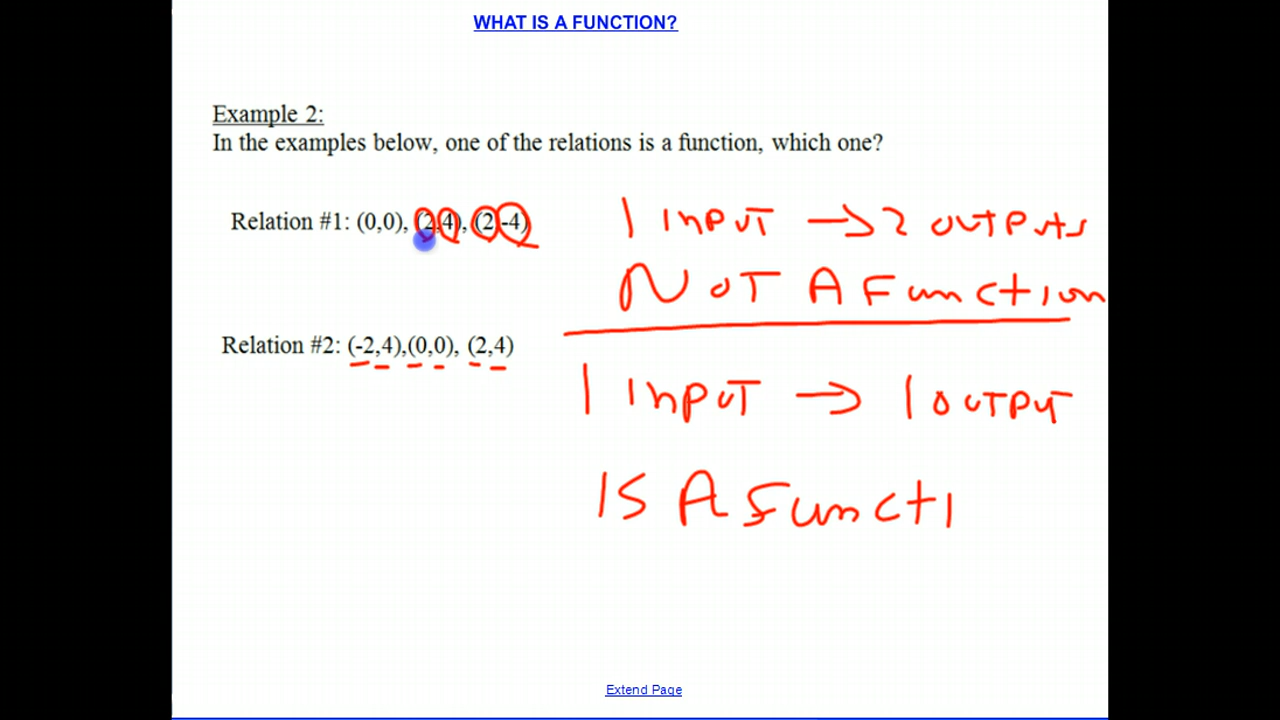 WHAT IS A FUNCTION?
Example 2:
In the examples below, one of the relations is a function, which one?
Relation #1: (0,0), (2,4), (2,-4)
1 INPUT → 2 OUTPUTS
NOT A FUNCTION
Relation #2: (-2,4),(0,0), (2,4)
1 INPUT → 1 OUTPUT
IS A FUNCTI
Extend Page